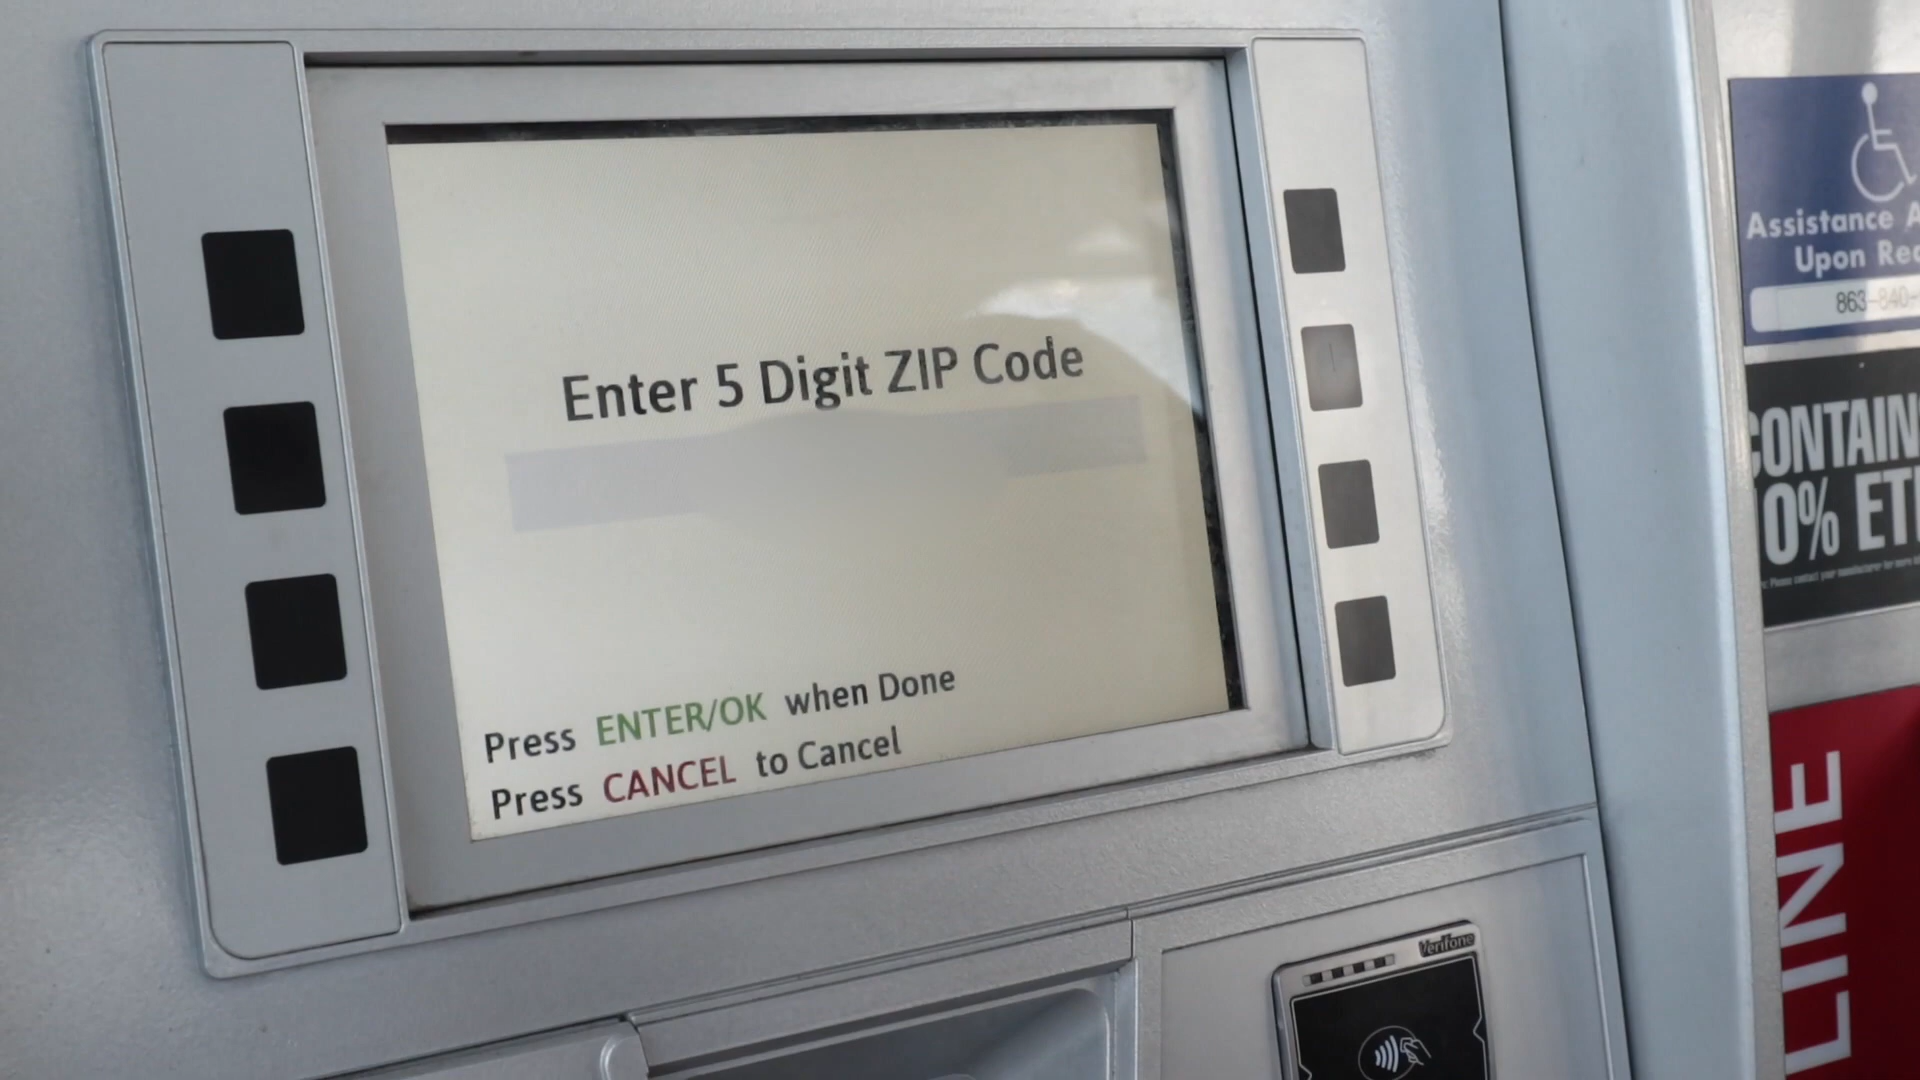 Enter 5 Digit ZIP Code
Press ENTER/OK when Done
Press CANCEL to Cancel
Verifone
Assistance
Upon
863-840-
CONTAIN
0% ET
LINE